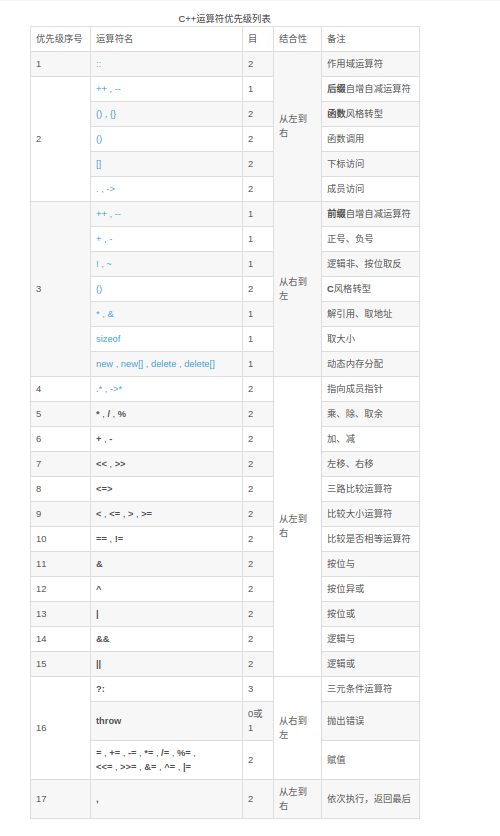 C++运算符优先级列表
优先级序号 运算符名 目 结合性 备注
1 :: 2 从左到右 作用域运算符
2 ++ , -- 1 后缀自增自减运算符
() , {} 2 函数风格转型
() 2 函数调用
[] 2 下标访问
. , -> 2 成员访问
3 ++ , -- 1 从右到左 前缀自增自减运算符
+ , - 1 正号、负号
! , ~ 1 逻辑非、按位取反
() 2 C风格转型
* , & 1 解引用、取地址
sizeof 1 取大小
new , new[] , delete , delete[] 1 动态内存分配
4 .* , ->* 2 从左到右 指向成员指针
5 * , / , % 2 乘、除、取余
6 + , - 2 加、减
7 << , >> 2 左移、右移
8 <=> 2 三路比较运算符
9 < , <= , > , >= 2 比较大小运算符
10 == , != 2 比较是否相等运算符
11 & 2 按位与
12 ^ 2 按位异或
13 | 2 按位或
14 && 2 逻辑与
15 || 2 逻辑或
16 ?: 3 从右到左 三元条件运算符
throw 0或1 抛出错误
= , += , -= , *= , /= , %= ,
<<= , >>= , &= , ^= , |= 2 赋值
17 , 2 从左到右 依次执行，返回最后